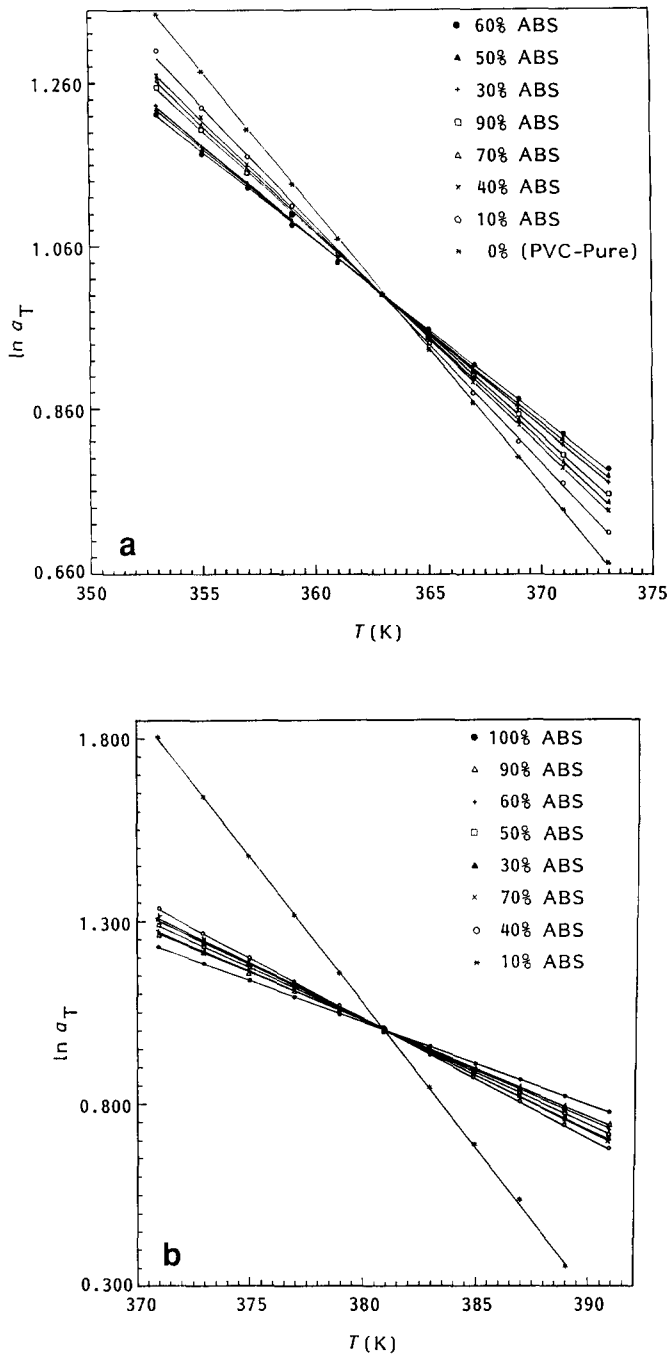 1.260
1.060
0.860
0.660
ln aT
60% ABS
50% ABS
30% ABS
90% ABS
70% ABS
40% ABS
10% ABS
0% (PVC-Pure)
a
350 355 360 365 370 375
T(K)
1.800
1.300
0.800
0.300
ln aT
100% ABS
90% ABS
60% ABS
50% ABS
30% ABS
70% ABS
40% ABS
10% ABS
b
370 375 380 385 390
T(K)